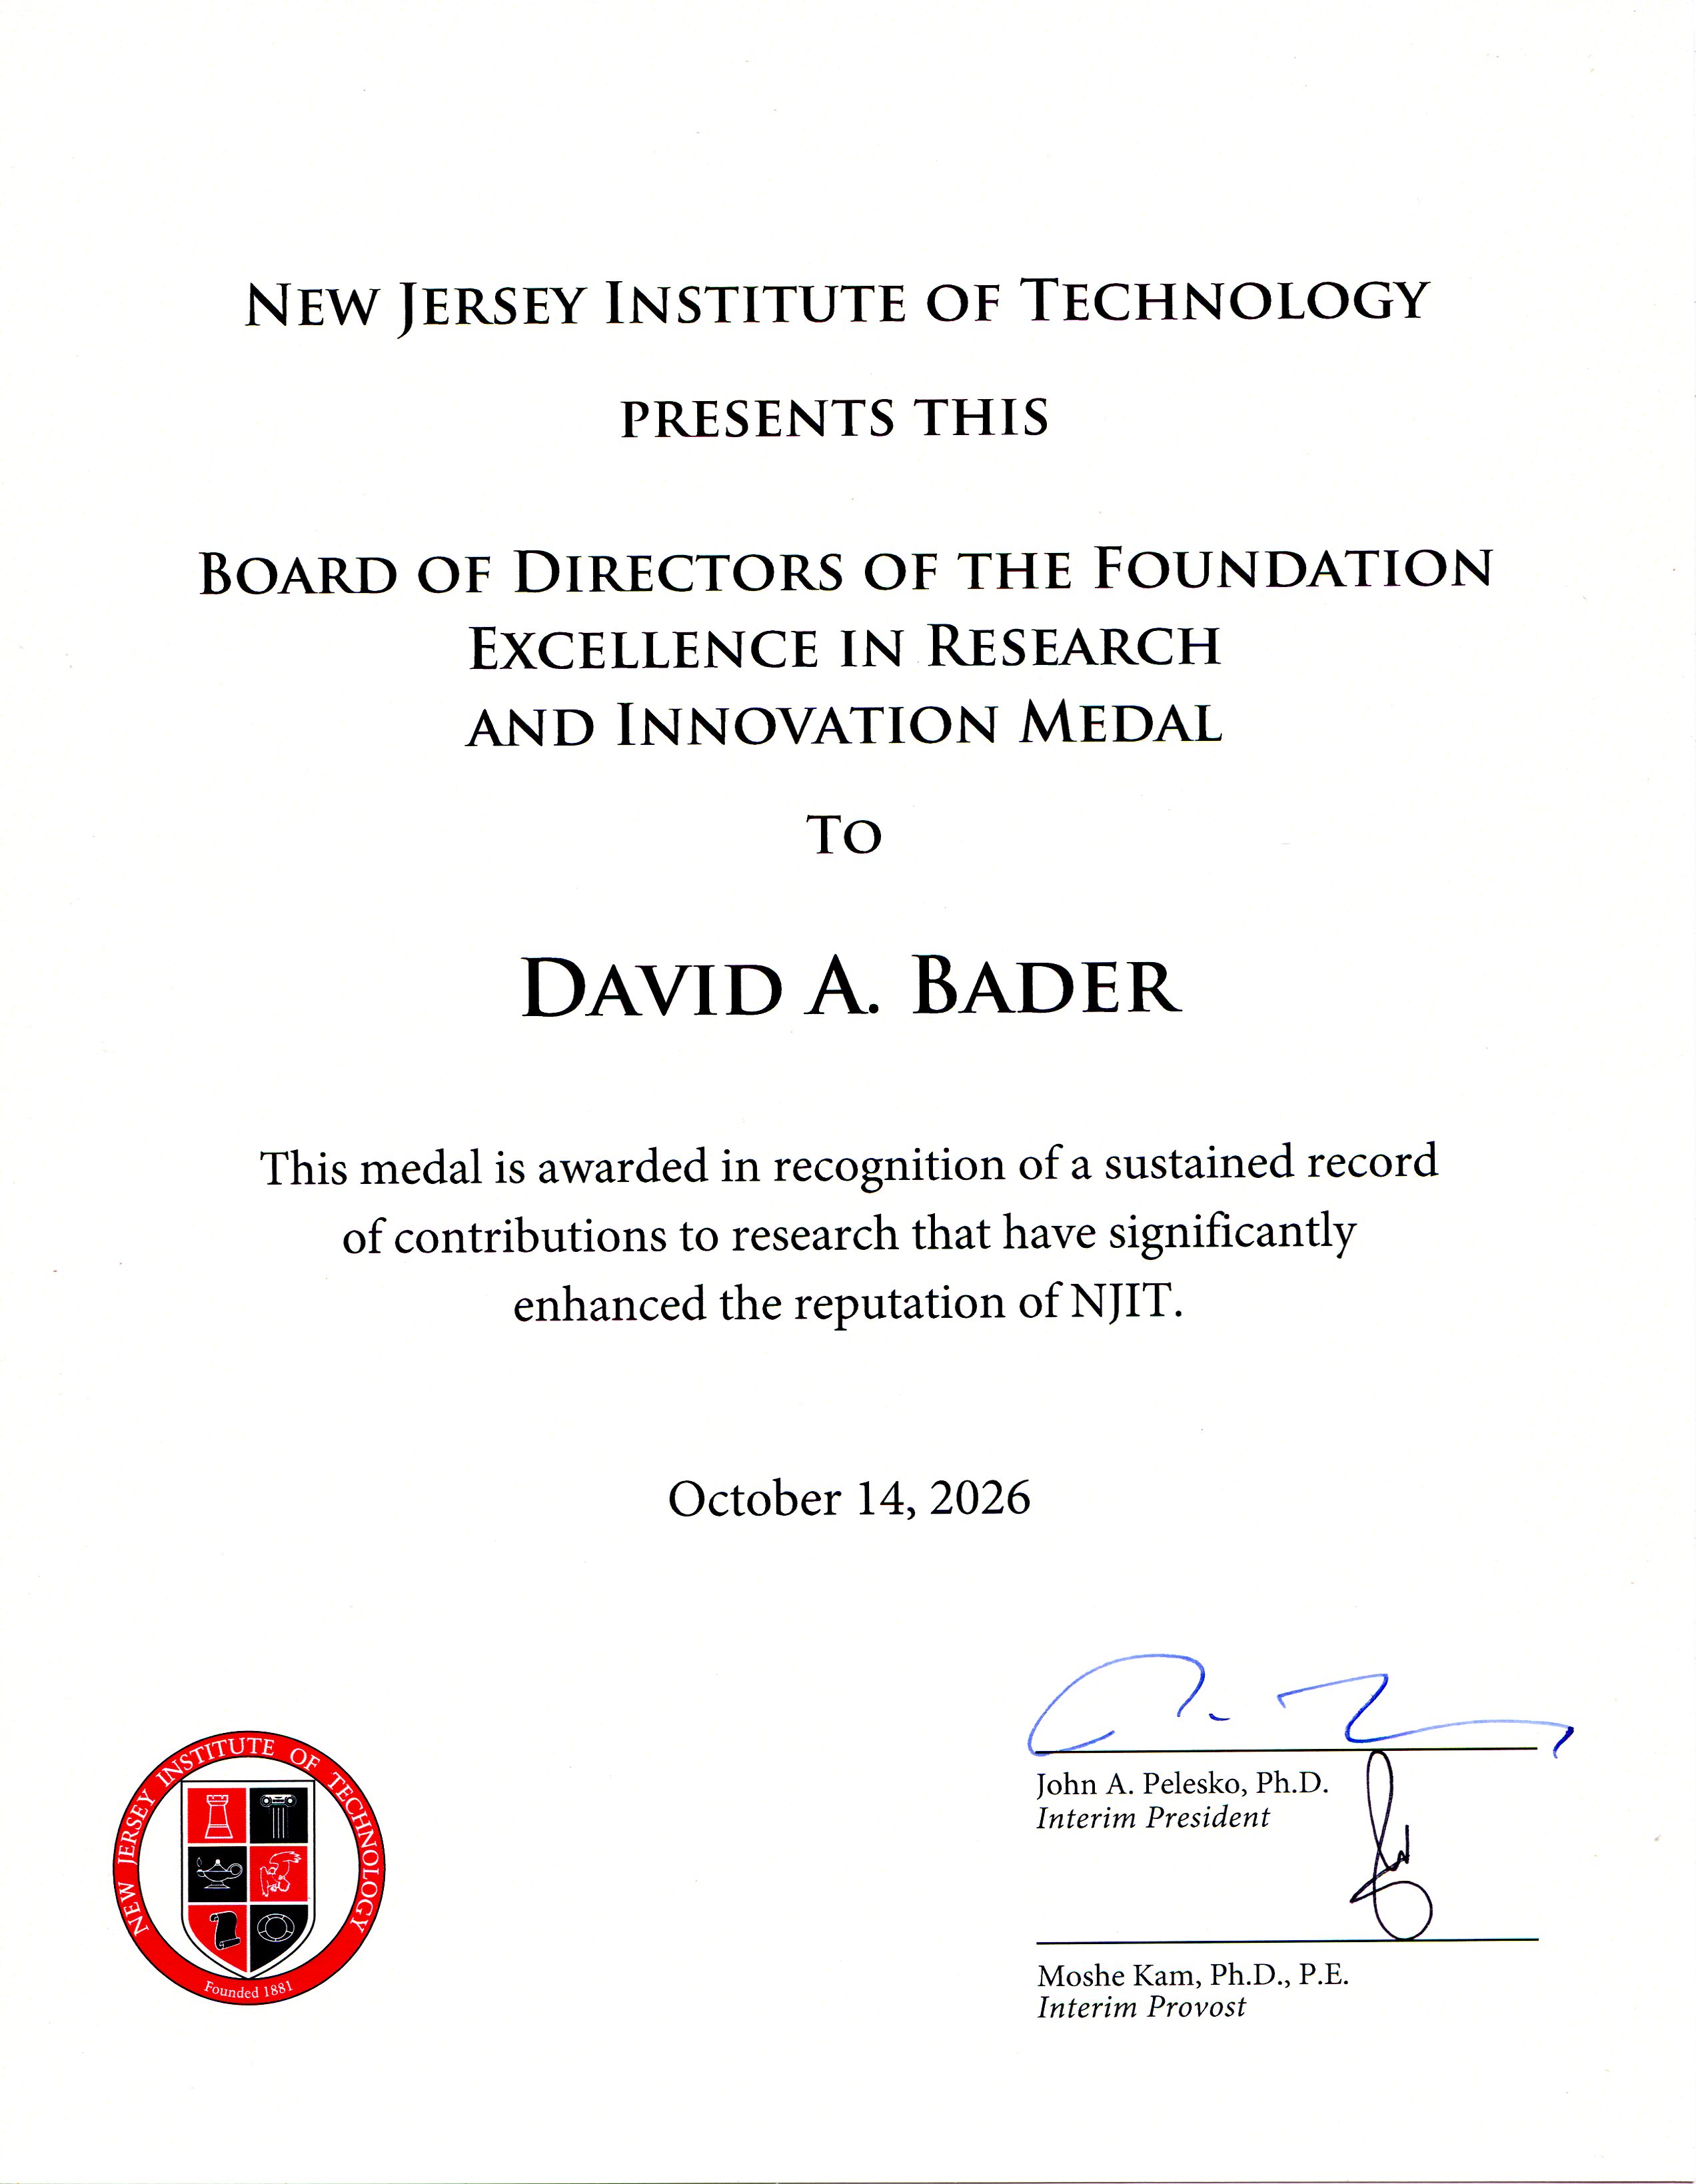 New Jersey Institute of Technology
presents this
Board of Directors of the Foundation
Excellence in Research
and Innovation Medal
To
David A. Bader
This medal is awarded in recognition of a sustained record
of contributions to research that have significantly
enhanced the reputation of NJIT.
October 14, 2026
John A. Pelesko, Ph.D.
Interim President
Moshe Kam, Ph.D., P.E.
Interim Provost
NEW JERSEY INSTITUTE OF TECHNOLOGY
Founded 1881